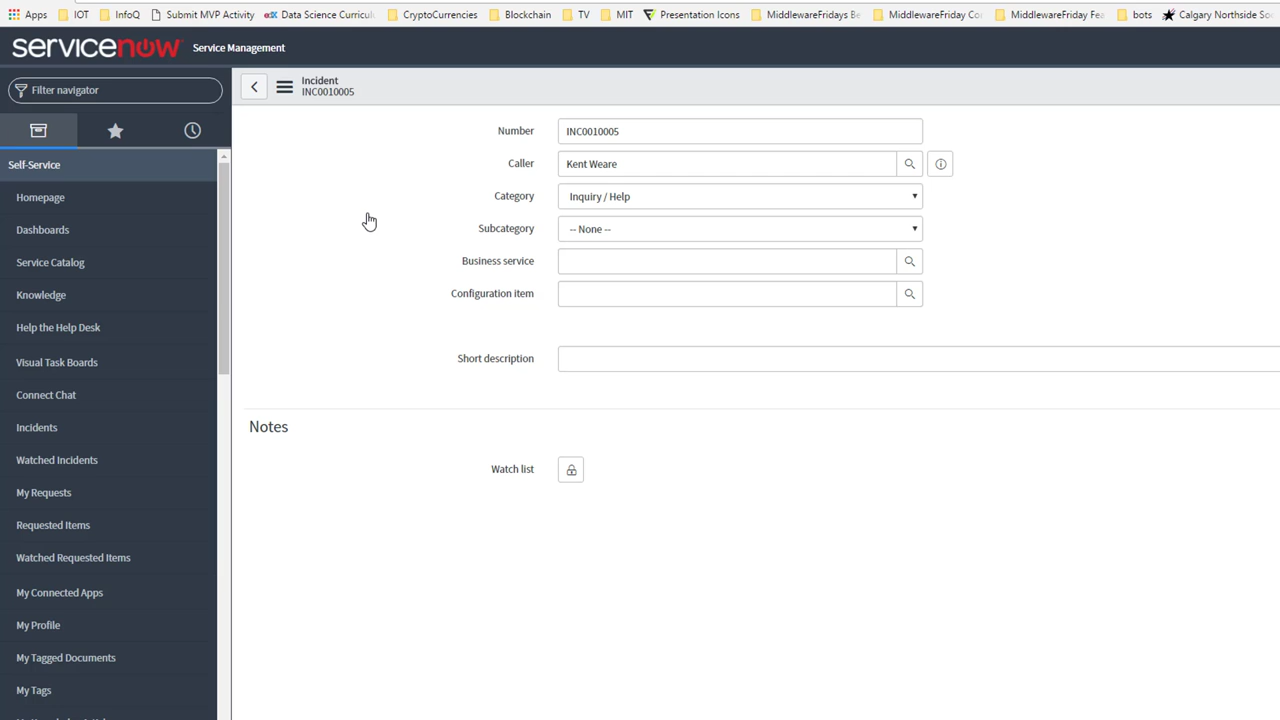 Apps IOT InfoQ Submit MVP Activity Data Science Curricul CryptoCurrencies Blockchain TV MIT Presentation Icons MiddlewareFridays Be MiddlewareFriday Co MiddlewareFriday Fea bots Calgary Northside Soc
servicenow Service Management
Filter navigator
Incident
INC0010005
Number INC0010005
Caller Kent Weare
Category Inquiry / Help
Subcategory -- None --
Business service
Configuration item
Short description
Notes
Watch list
Self-Service
Homepage
Dashboards
Service Catalog
Knowledge
Help the Help Desk
Visual Task Boards
Connect Chat
Incidents
Watched Incidents
My Requests
Requested Items
Watched Requested Items
My Connected Apps
My Profile
My Tagged Documents
My Tags